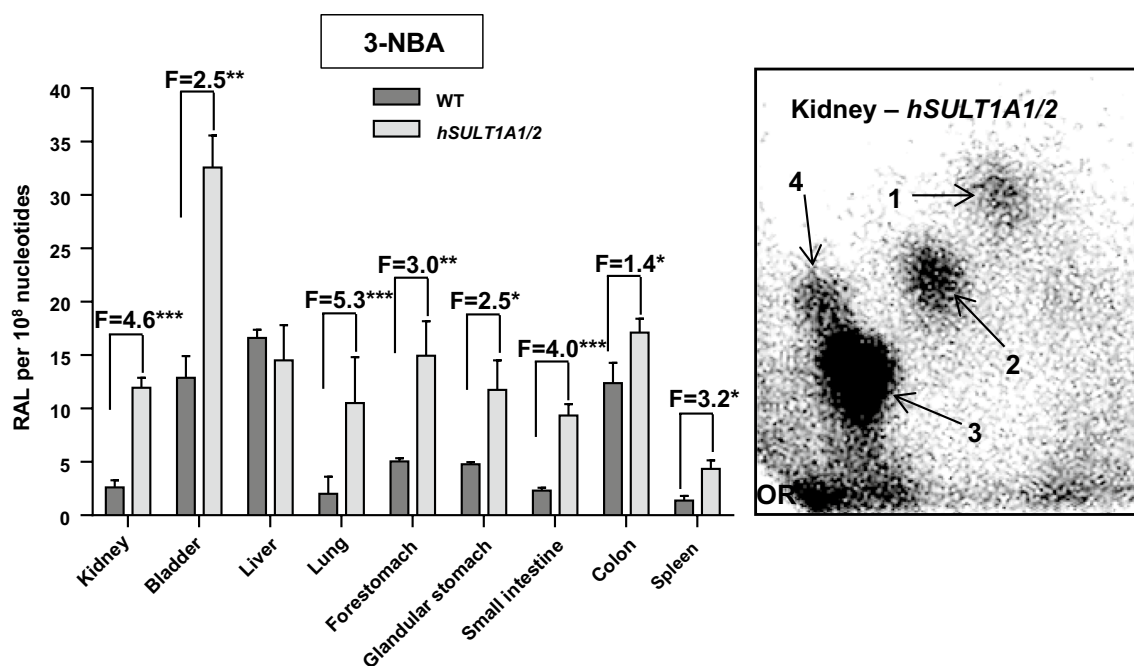 3-NBA
WT
hSULT1A1/2
RAL per 10⁸ nucleotides
40
35
30
25
20
15
10
5
0
F=4.6***
F=2.5**
F=5.3***
F=3.0**
F=2.5*
F=4.0***
F=1.4*
F=3.2*
Kidney
Bladder
Liver
Lung
Forestomach
Glandular stomach
Small intestine
Colon
Spleen
Kidney – hSULT1A1/2
4
1
2
3
OR